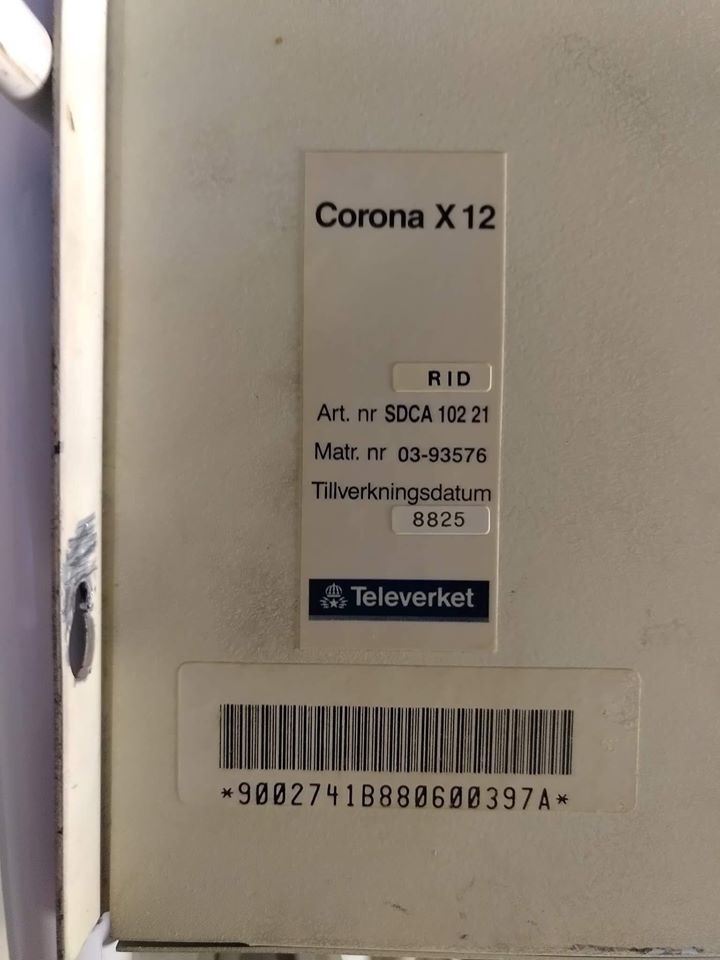 Corona X 12
RID
Art. nr SDCA 102 21
Matr. nr 03-93576
Tillverkningsdatum
8825
Televerket
*9002741B880600397A*